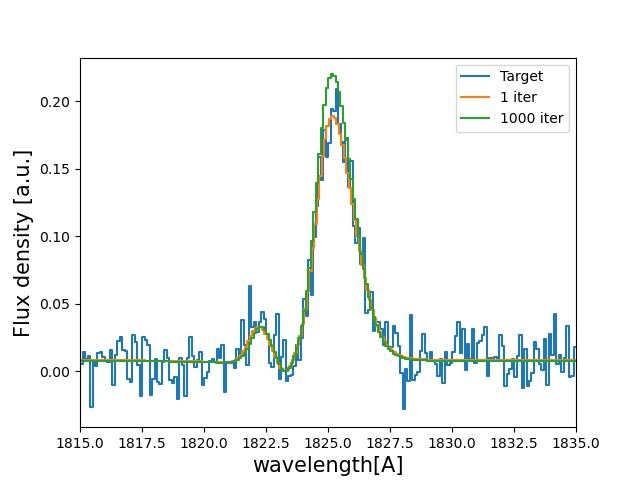 Target
1 iter
1000 iter
0.20
0.15
0.10
0.05
0.00
Flux density [a.u.]
1815.0 1817.5 1820.0 1822.5 1825.0 1827.5 1830.0 1832.5 1835.0
wavelength[A]